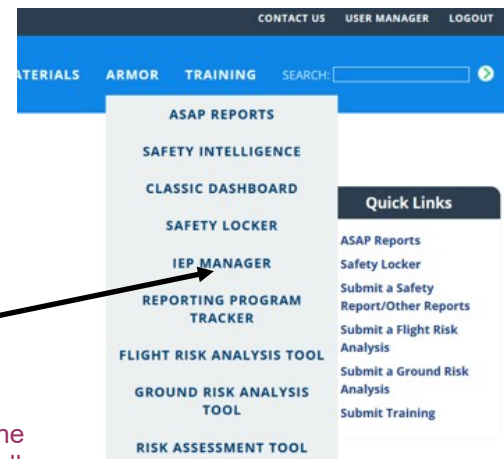 CONTACT US USER MANAGER LOGOUT
ARMOR TRAINING SEARCH:
ASAP REPORTS
SAFETY INTELLIGENCE
CLASSIC DASHBOARD
SAFETY LOCKER
IEP MANAGER
REPORTING PROGRAM
TRACKER
FLIGHT RISK ANALYSIS TOOL
GROUND RISK ANALYSIS
TOOL
RISK ASSESSMENT TOOL
Quick Links
ASAP Reports
Safety Locker
Submit a Safety
Report/Other Reports
Submit a Flight Risk
Analysis
Submit a Ground Risk
Analysis
Submit Training